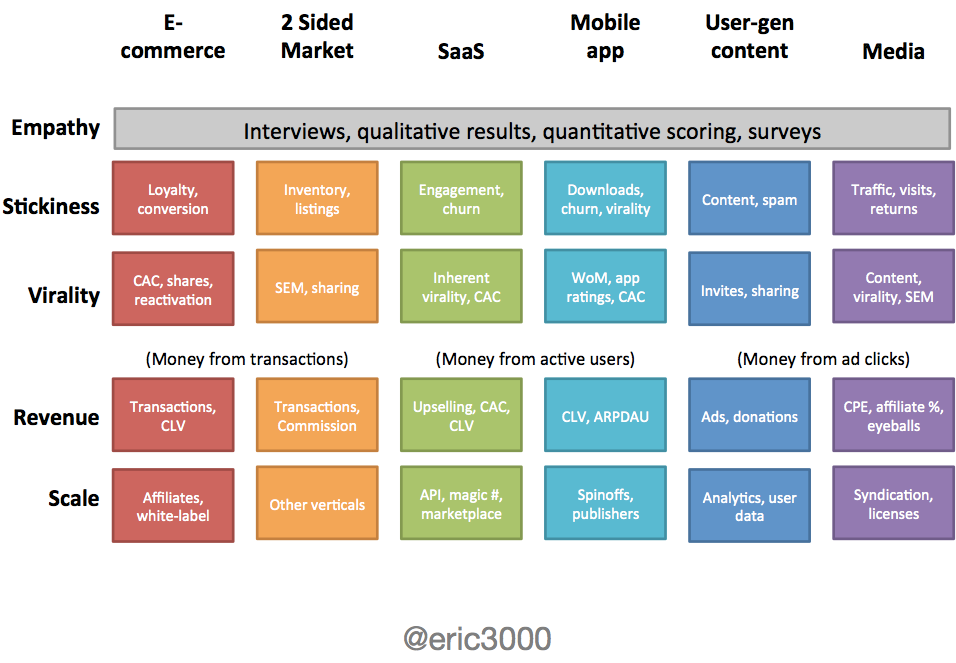 E-
commerce
2 Sided
Market
SaaS
Mobile
app
User-gen
content
Media
Empathy
Interviews, qualitative results, quantitative scoring, surveys
Stickiness
Loyalty,
conversion
Inventory,
listings
Engagement,
churn
Downloads,
churn, virality
Content, spam
Traffic, visits,
returns
Virality
CAC, shares,
reactivation
SEM, sharing
Inherent
virality, CAC
WoM, app
ratings, CAC
Invites, sharing
Content,
virality, SEM
(Money from transactions)
(Money from active users)
(Money from ad clicks)
Revenue
Transactions,
CLV
Transactions,
Commission
Upselling, CAC,
CLV
CLV, ARPDAU
Ads, donations
CPE, affiliate %,
eyeballs
Scale
Affiliates,
white-label
Other verticals
API, magic #,
marketplace
Spinoffs,
publishers
Analytics, user
data
Syndication,
licenses
@eric3000